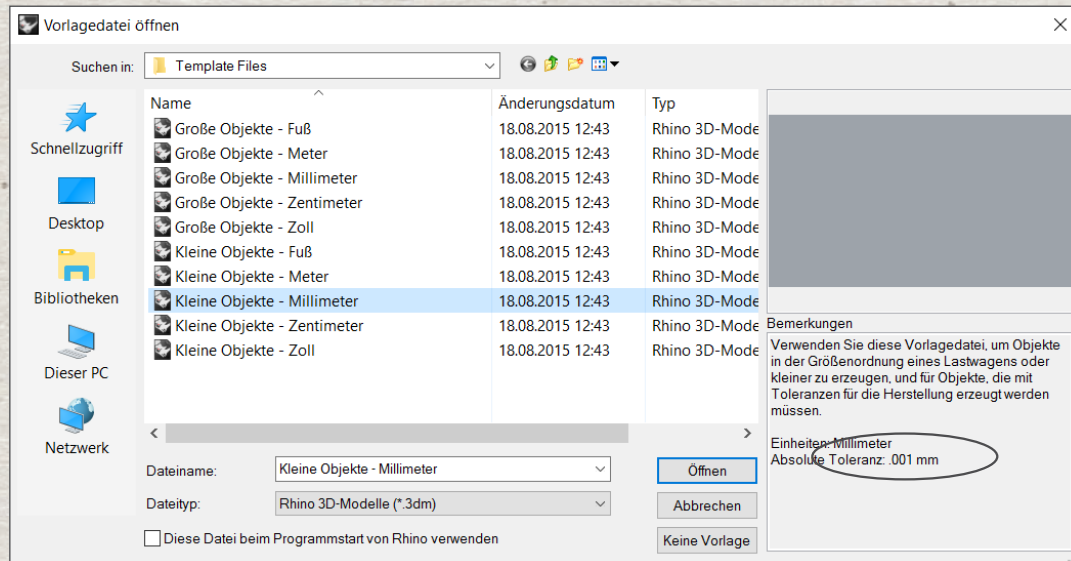 Vorlagedatei öffnen
Suchen in: Template Files
Schnellzugriff
Desktop
Bibliotheken
Dieser PC
Netzwerk
Name Änderungsdatum Typ
Große Objekte - Fuß 18.08.2015 12:43 Rhino 3D-Mode
Große Objekte - Meter 18.08.2015 12:43 Rhino 3D-Mode
Große Objekte - Millimeter 18.08.2015 12:43 Rhino 3D-Mode
Große Objekte - Zentimeter 18.08.2015 12:43 Rhino 3D-Mode
Große Objekte - Zoll 18.08.2015 12:43 Rhino 3D-Mode
Kleine Objekte - Fuß 18.08.2015 12:43 Rhino 3D-Mode
Kleine Objekte - Meter 18.08.2015 12:43 Rhino 3D-Mode
Kleine Objekte - Millimeter 18.08.2015 12:43 Rhino 3D-Mode
Kleine Objekte - Zentimeter 18.08.2015 12:43 Rhino 3D-Mode
Kleine Objekte - Zoll 18.08.2015 12:43 Rhino 3D-Mode
Bemerkungen
Verwenden Sie diese Vorlagedatei, um Objekte
in der Größenordnung eines Lastwagens oder
kleiner zu erzeugen, und für Objekte, die mit
Toleranzen für die Herstellung erzeugt werden
müssen.
Einheiten: Millimeter
Absolute Toleranz: .001 mm
Dateiname: Kleine Objekte - Millimeter Öffnen
Dateityp: Rhino 3D-Modelle (*.3dm) Abbrechen
Diese Datei beim Programmstart von Rhino verwenden Keine Vorlage